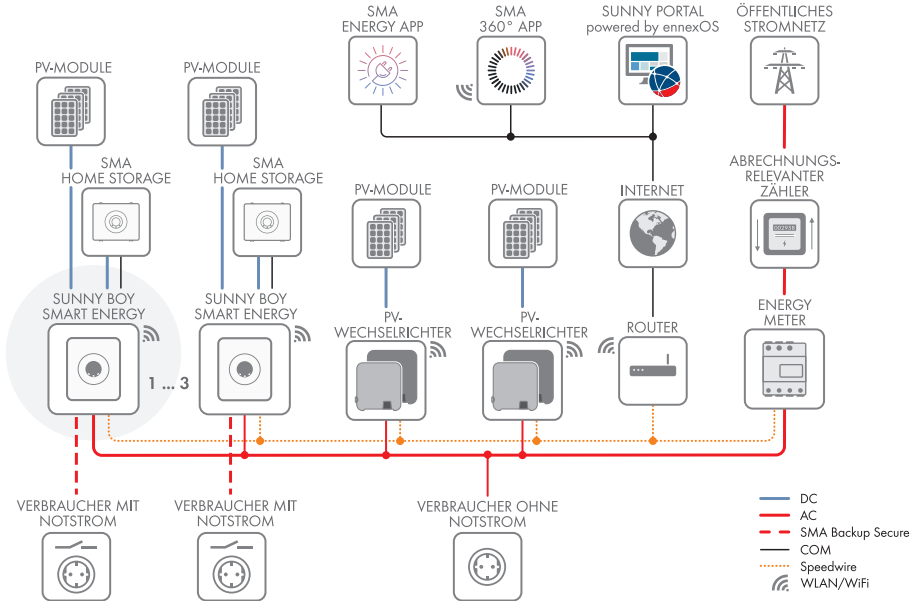 SMA
ENERGY APP
SMA
360° APP
SUNNY PORTAL
powered by ennexOS
ÖFFENTLICHES
STROMNETZ
PV-MODULE
PV-MODULE
SMA
HOME STORAGE
SMA
HOME STORAGE
PV-MODULE
PV-MODULE
INTERNET
ABRECHNUNGS-
RELEVANTER
ZÄHLER
SUNNY BOY
SMART ENERGY
SUNNY BOY
SMART ENERGY
PV-
WECHSELRICHTER
PV-
WECHSELRICHTER
ROUTER
ENERGY
METER
1 ... 3
VERBRAUCHER MIT
NOTSTROM
VERBRAUCHER MIT
NOTSTROM
VERBRAUCHER OHNE
NOTSTROM
DC
AC
SMA Backup Secure
COM
Speedwire
WLAN/WiFi